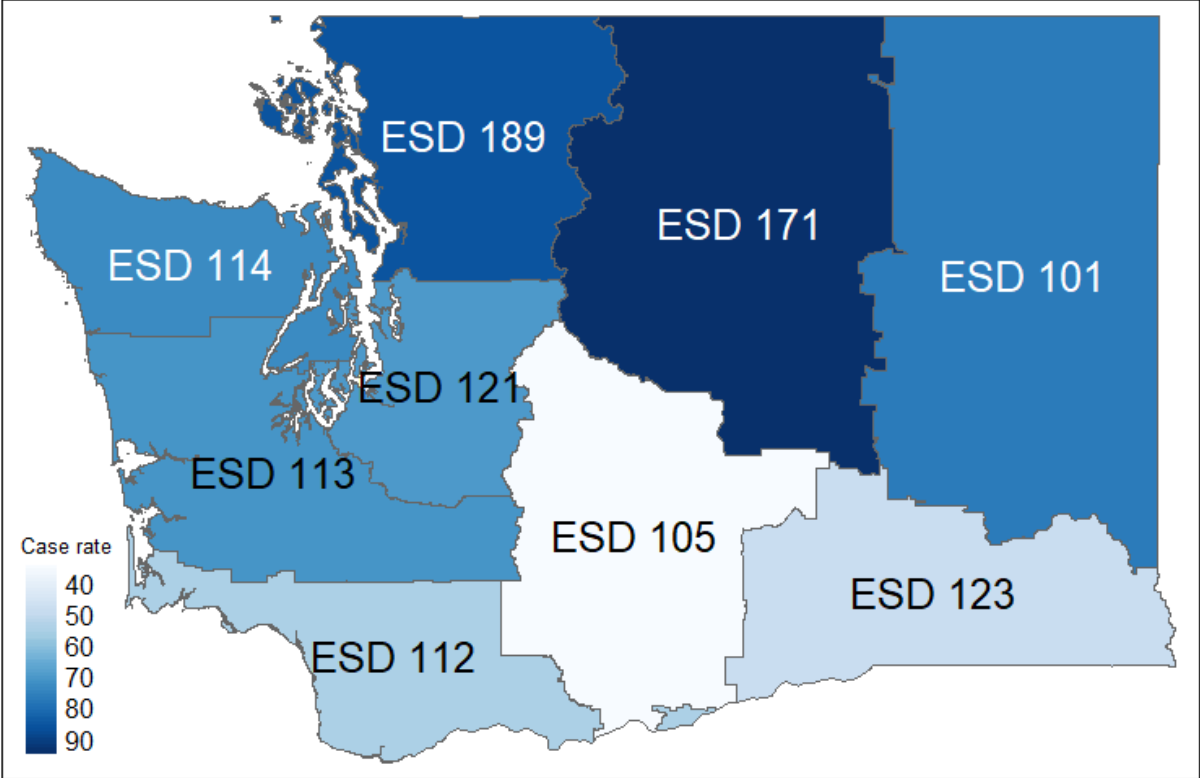 ESD 189
ESD 171
ESD 114
ESD 101
ESD 121
ESD 113
ESD 105
ESD 123
ESD 112
Case rate
40
50
60
70
80
90